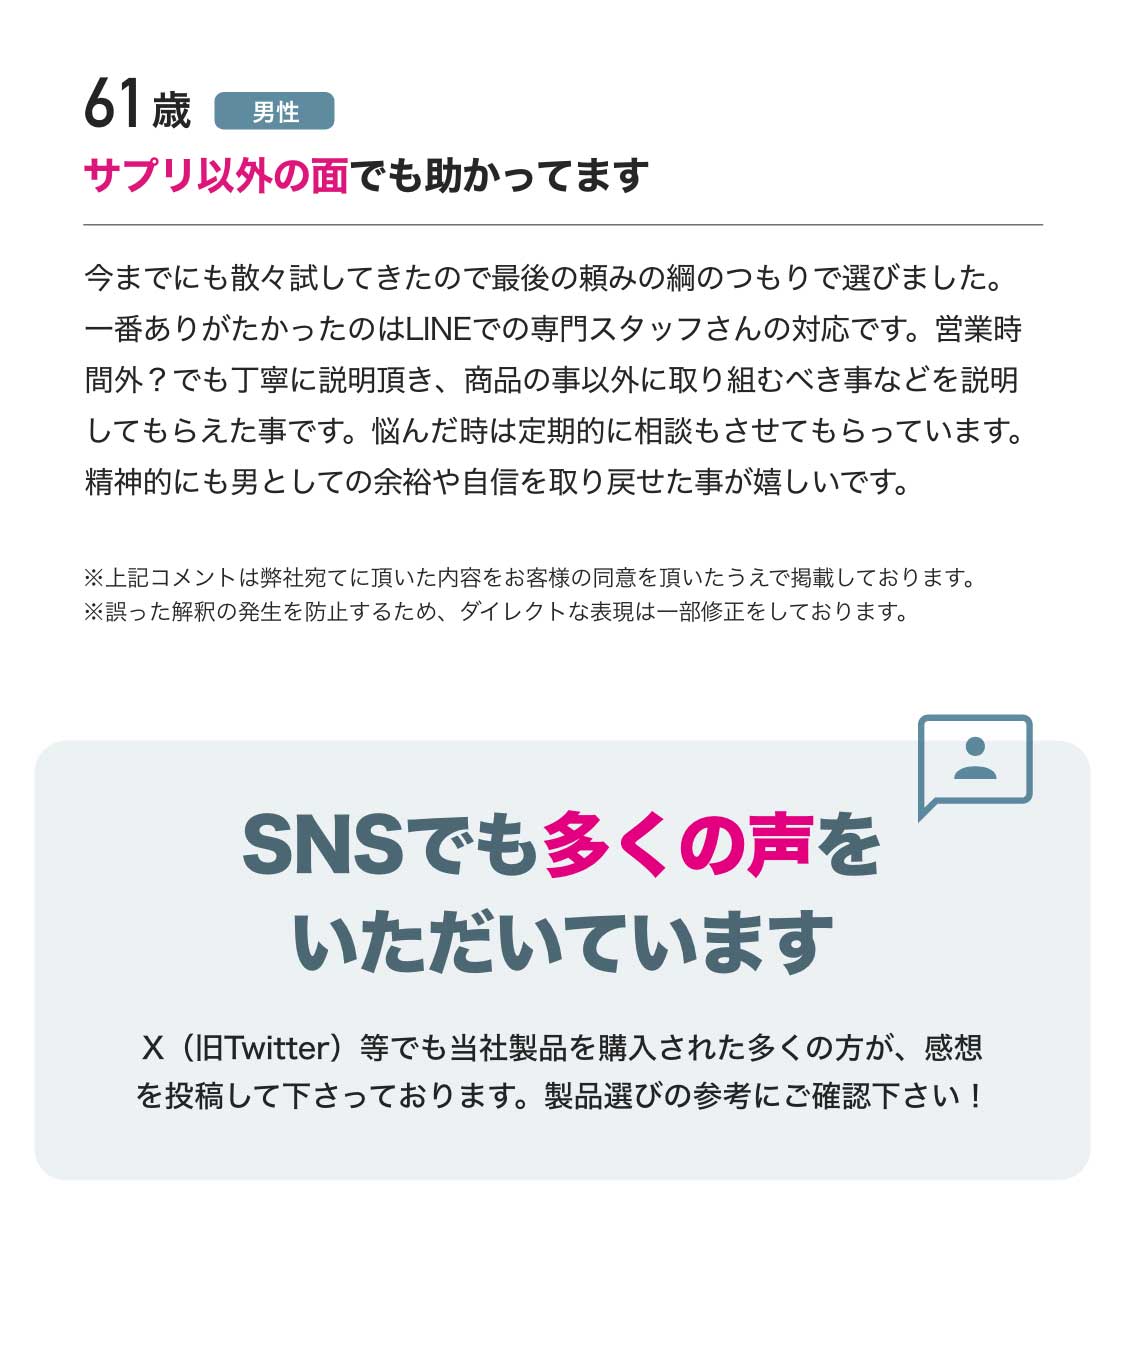 61歳 男性
サプリ以外の面でも助かってます
今までにも散々試してきたので最後の頼みの綱のつもりで選びました。
一番ありがたかったのはLINEでの専門スタッフさんの対応です。営業時
間外？でも丁寧に説明頂き、商品の事以外に取り組むべき事などを説明
してもらえた事です。悩んだ時は定期的に相談もさせてもらっています。
精神的にも男としての余裕や自信を取り戻せた事が嬉しいです。
※上記コメントは弊社宛てに頂いた内容をお客様の同意を頂いたうえで掲載しております。
※誤った解釈の発生を防止するため、ダイレクトな表現は一部修正をしております。
SNSでも多くの声を
いただいています
X（旧Twitter）等でも当社製品を購入された多くの方が、感想
を投稿して下さっております。製品選びの参考にご確認下さい！